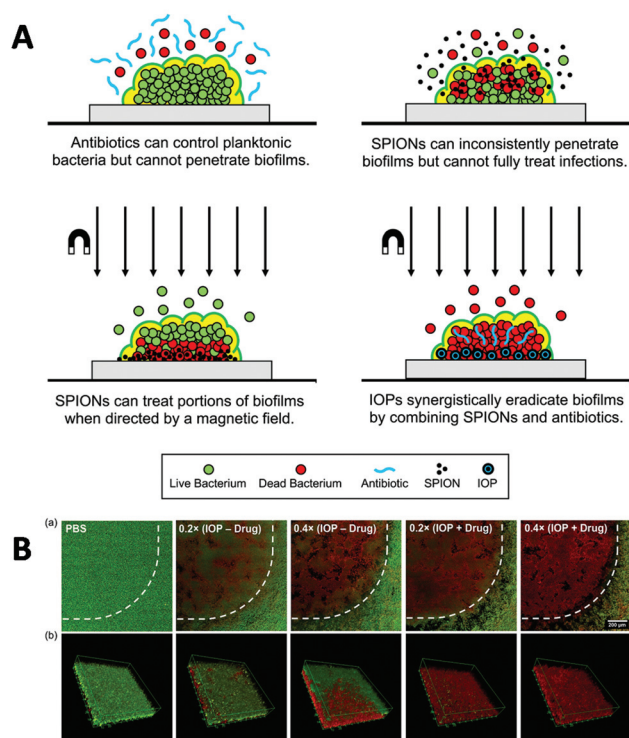 A
Antibiotics can control planktonic
bacteria but cannot penetrate biofilms.
SPIONs can inconsistently penetrate
biofilms but cannot fully treat infections.
SPIONs can treat portions of biofilms
when directed by a magnetic field.
IOPs synergistically eradicate biofilms
by combining SPIONs and antibiotics.
Live Bacterium Dead Bacterium Antibiotic SPION IOP
B
(a)
PBS 0.2× (IOP – Drug) 0.4× (IOP – Drug) 0.2× (IOP + Drug) 0.4× (IOP + Drug)
200 µm
(b)